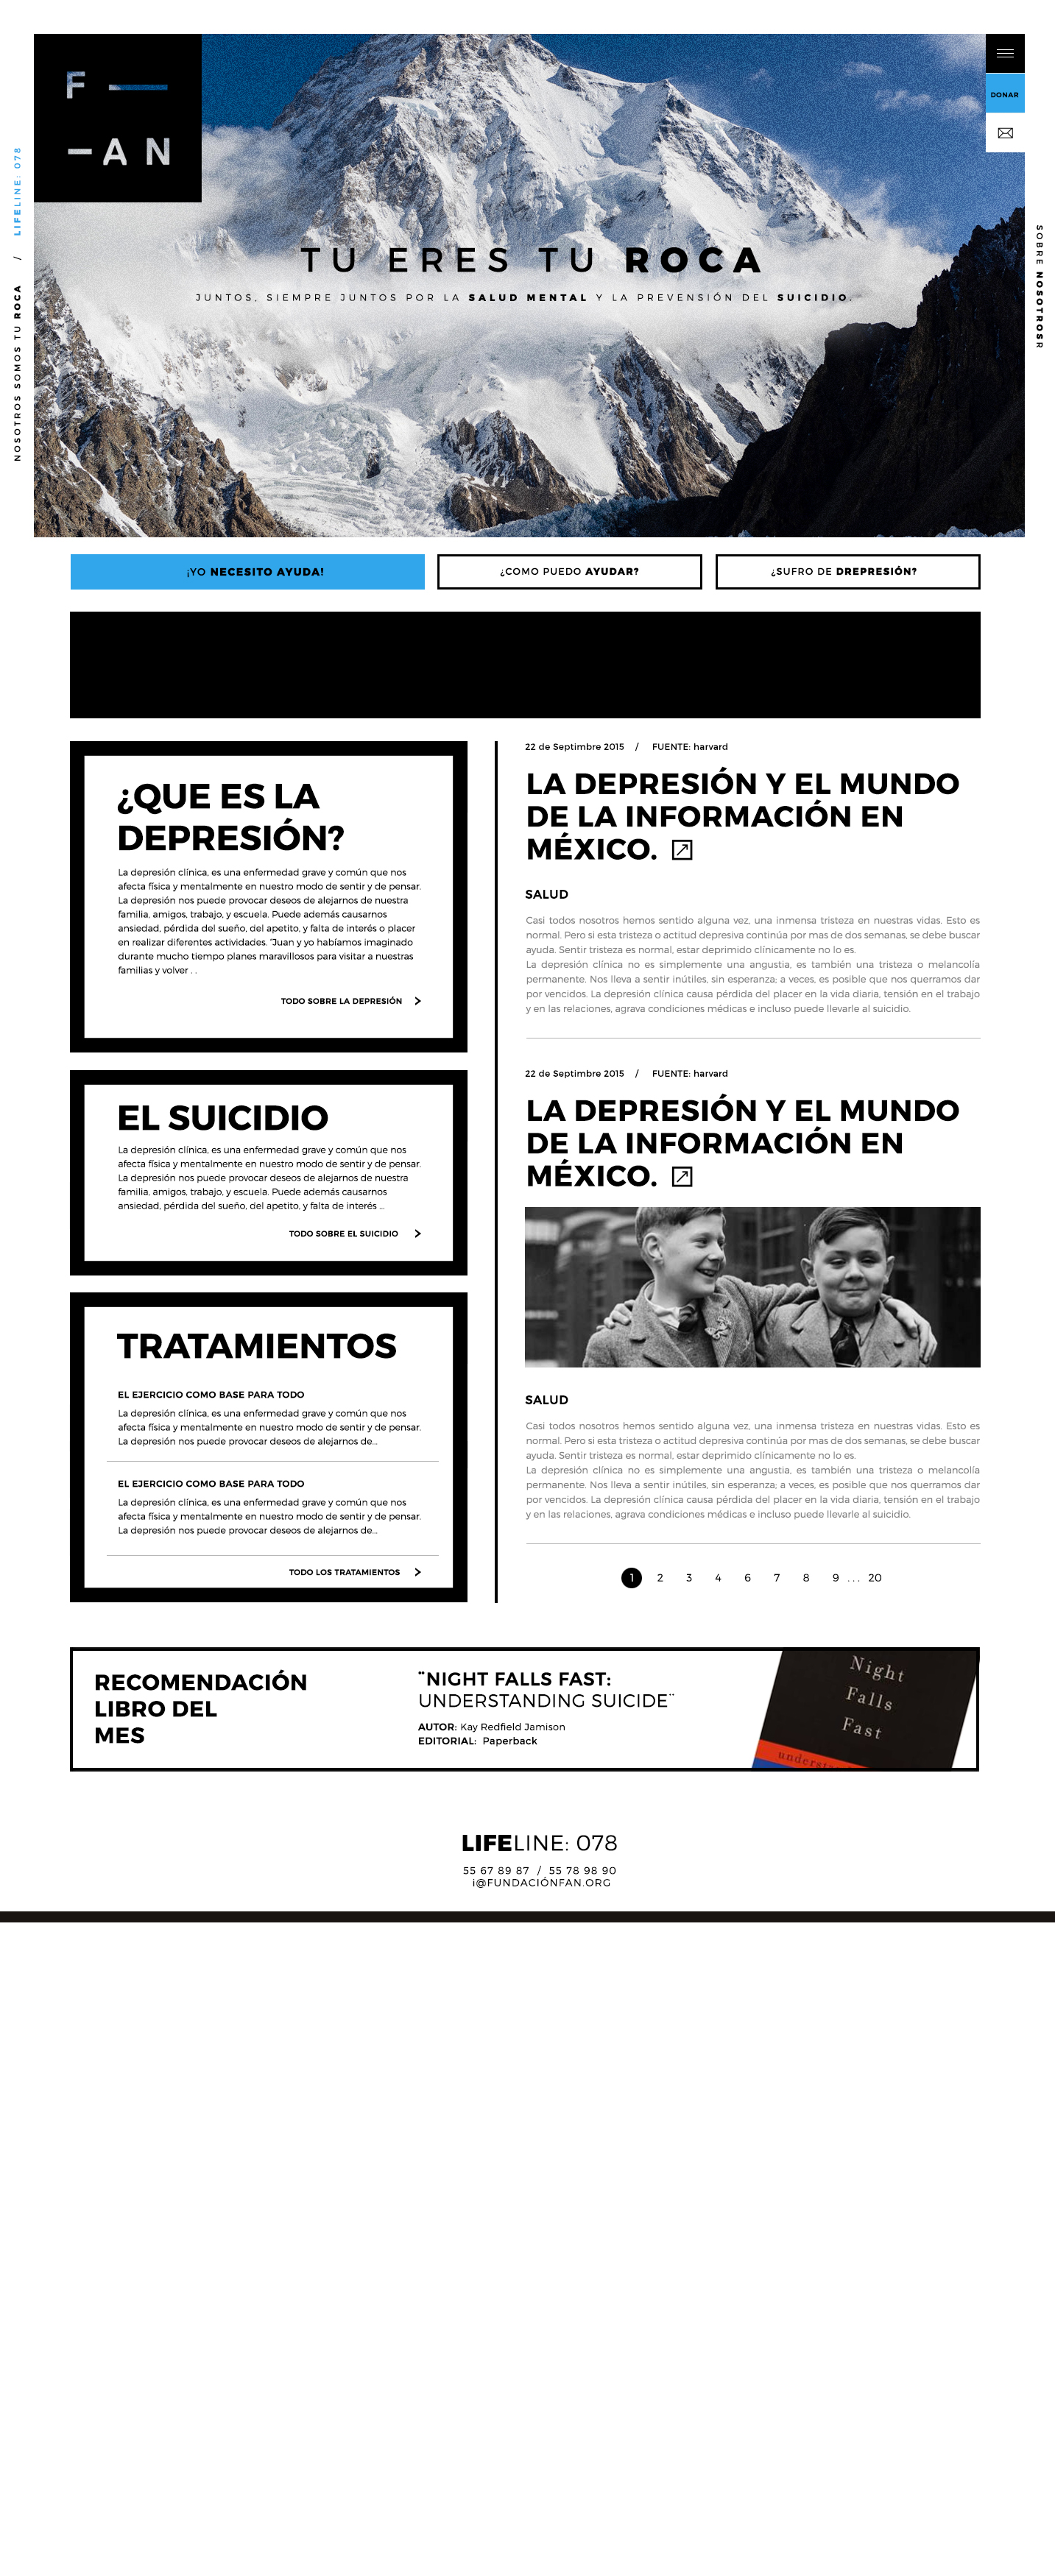 F —
— A N
DONAR
LIFELINE: 078
NOSOTROS SOMOS TU ROCA / 
SOBRE NOSOTROSR
TU ERES TU ROCA
JUNTOS, SIEMPRE JUNTOS POR LA SALUD MENTAL Y LA PREVENSIÓN DEL SUICIDIO.
¡YO NECESITO AYUDA!
¿COMO PUEDO AYUDAR?
¿SUFRO DE DREPRESIÓN?
¿QUE ES LA
DEPRESIÓN?
La depresión clínica, es una enfermedad grave y común que nos
afecta física y mentalmente en nuestro modo de sentir y de pensar.
La depresión nos puede provocar deseos de alejarnos de nuestra
familia, amigos, trabajo, y escuela. Puede además causarnos
ansiedad, pérdida del sueño, del apetito, y falta de interés o placer
en realizar diferentes actividades. "Juan y yo habíamos imaginado
durante mucho tiempo planes maravillosos para visitar a nuestras
familias y volver . .
TODO SOBRE LA DEPRESIÓN >
EL SUICIDIO
La depresión clínica, es una enfermedad grave y común que nos
afecta física y mentalmente en nuestro modo de sentir y de pensar.
La depresión nos puede provocar deseos de alejarnos de nuestra
familia, amigos, trabajo, y escuela. Puede además causarnos
ansiedad, pérdida del sueño, del apetito, y falta de interés ...
TODO SOBRE EL SUICIDIO >
TRATAMIENTOS
EL EJERCICIO COMO BASE PARA TODO
La depresión clínica, es una enfermedad grave y común que nos
afecta física y mentalmente en nuestro modo de sentir y de pensar.
La depresión nos puede provocar deseos de alejarnos de...
EL EJERCICIO COMO BASE PARA TODO
La depresión clínica, es una enfermedad grave y común que nos
afecta física y mentalmente en nuestro modo de sentir y de pensar.
La depresión nos puede provocar deseos de alejarnos de...
TODO LOS TRATAMIENTOS >
22 de Septimbre 2015 / FUENTE: harvard
LA DEPRESIÓN Y EL MUNDO
DE LA INFORMACIÓN EN
MÉXICO.
SALUD
Casi todos nosotros hemos sentido alguna vez, una inmensa tristeza en nuestras vidas. Esto es
normal. Pero si esta tristeza o actitud depresiva continúa por mas de dos semanas, se debe buscar
ayuda. Sentir tristeza es normal, estar deprimido clínicamente no lo es.
La depresión clínica no es simplemente una angustia, es también una tristeza o melancolía
permanente. Nos lleva a sentir inútiles, sin esperanza; a veces, es posible que nos querramos dar
por vencidos. La depresión clínica causa pérdida del placer en la vida diaria, tensión en el trabajo
y en las relaciones, agrava condiciones médicas e incluso puede llevarle al suicidio.
22 de Septimbre 2015 / FUENTE: harvard
LA DEPRESIÓN Y EL MUNDO
DE LA INFORMACIÓN EN
MÉXICO.
SALUD
Casi todos nosotros hemos sentido alguna vez, una inmensa tristeza en nuestras vidas. Esto es
normal. Pero si esta tristeza o actitud depresiva continúa por mas de dos semanas, se debe buscar
ayuda. Sentir tristeza es normal, estar deprimido clínicamente no lo es.
La depresión clínica no es simplemente una angustia, es también una tristeza o melancolía
permanente. Nos lleva a sentir inútiles, sin esperanza; a veces, es posible que nos querramos dar
por vencidos. La depresión clínica causa pérdida del placer en la vida diaria, tensión en el trabajo
y en las relaciones, agrava condiciones médicas e incluso puede llevarle al suicidio.
1 2 3 4 6 7 8 9 . . . 20
RECOMENDACIÓN
LIBRO DEL
MES
¨NIGHT FALLS FAST:
UNDERSTANDING SUICIDE¨
AUTOR: Kay Redfield Jamison
EDITORIAL: Paperback
Night
Falls
Fast
LIFELINE: 078
55 67 89 87 / 55 78 98 90
i@FUNDACIÓNFAN.ORG